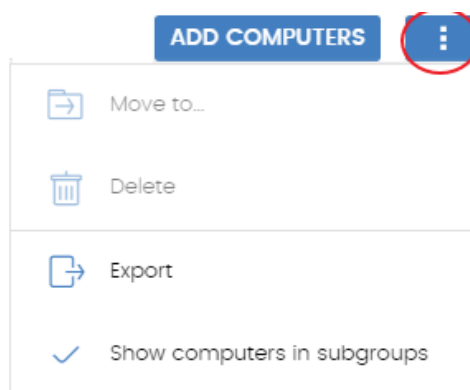 ADD COMPUTERS
Move to...
Delete
Export
Show computers in subgroups